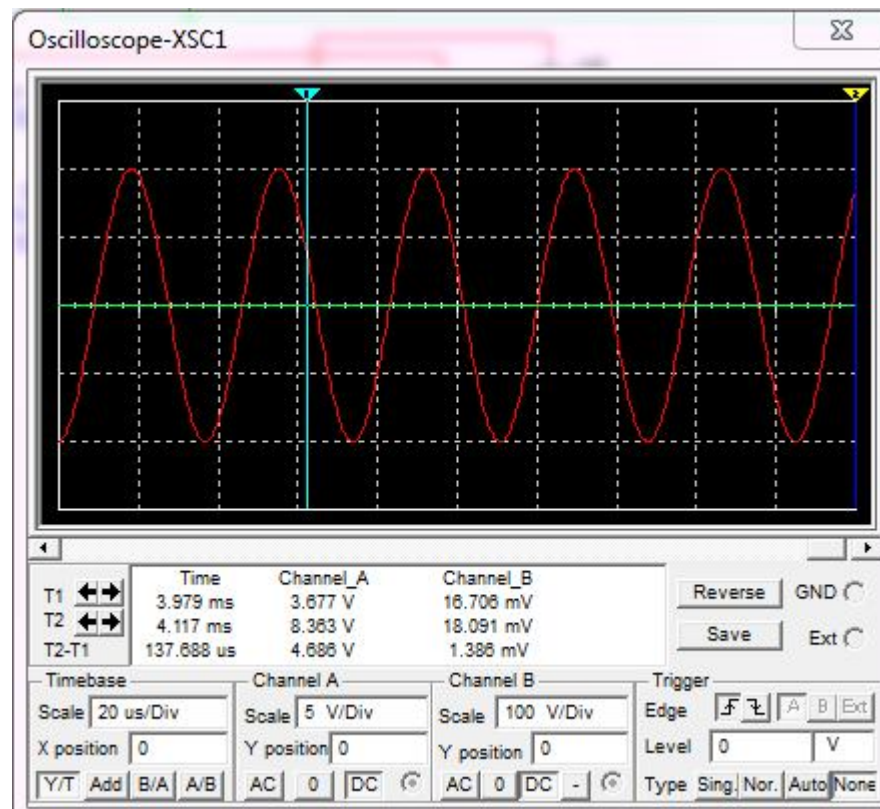 Oscilloscope-XSC1
1 2
Time Channel_A Channel_B
T1 3.979 ms 3.677 V 16.706 mV
T2 4.117 ms 8.363 V 18.091 mV
T2-T1 137.688 us 4.686 V 1.386 mV
Reverse GND
Save Ext
Timebase Channel A Channel B Trigger
Scale 20 us/Div Scale 5 V/Div Scale 100 V/Div Edge A B Ext
X position 0 Y position 0 Y position 0 Level 0 V
Y/T Add B/A A/B AC 0 DC AC 0 DC - Type Sing. Nor. Auto None